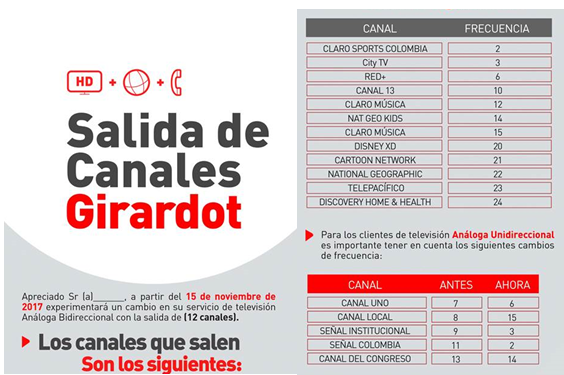 HD + +
Salida de
Canales
Girardot
Apreciado Sr (a)______, a partir del 15 de noviembre de
2017 experimentará un cambio en su servicio de televisión
Análoga Bidireccional con la salida de (12 canales).
Los canales que salen
Son los siguientes:
CANAL FRECUENCIA
CLARO SPORTS COLOMBIA 2
City TV 3
RED+ 6
CANAL 13 10
CLARO MÚSICA 12
NAT GEO KIDS 14
CLARO MÚSICA 15
DISNEY XD 20
CARTOON NETWORK 21
NATIONAL GEOGRAPHIC 22
TELEPACÍFICO 23
DISCOVERY HOME & HEALTH 24
Para los clientes de televisión Análoga Unidireccional
es importante tener en cuenta los siguientes cambios
de frecuencia:
CANAL ANTES AHORA
CANAL UNO 7 6
CANAL LOCAL 8 15
SEÑAL INSTITUCIONAL 9 3
SEÑAL COLOMBIA 11 2
CANAL DEL CONGRESO 13 14